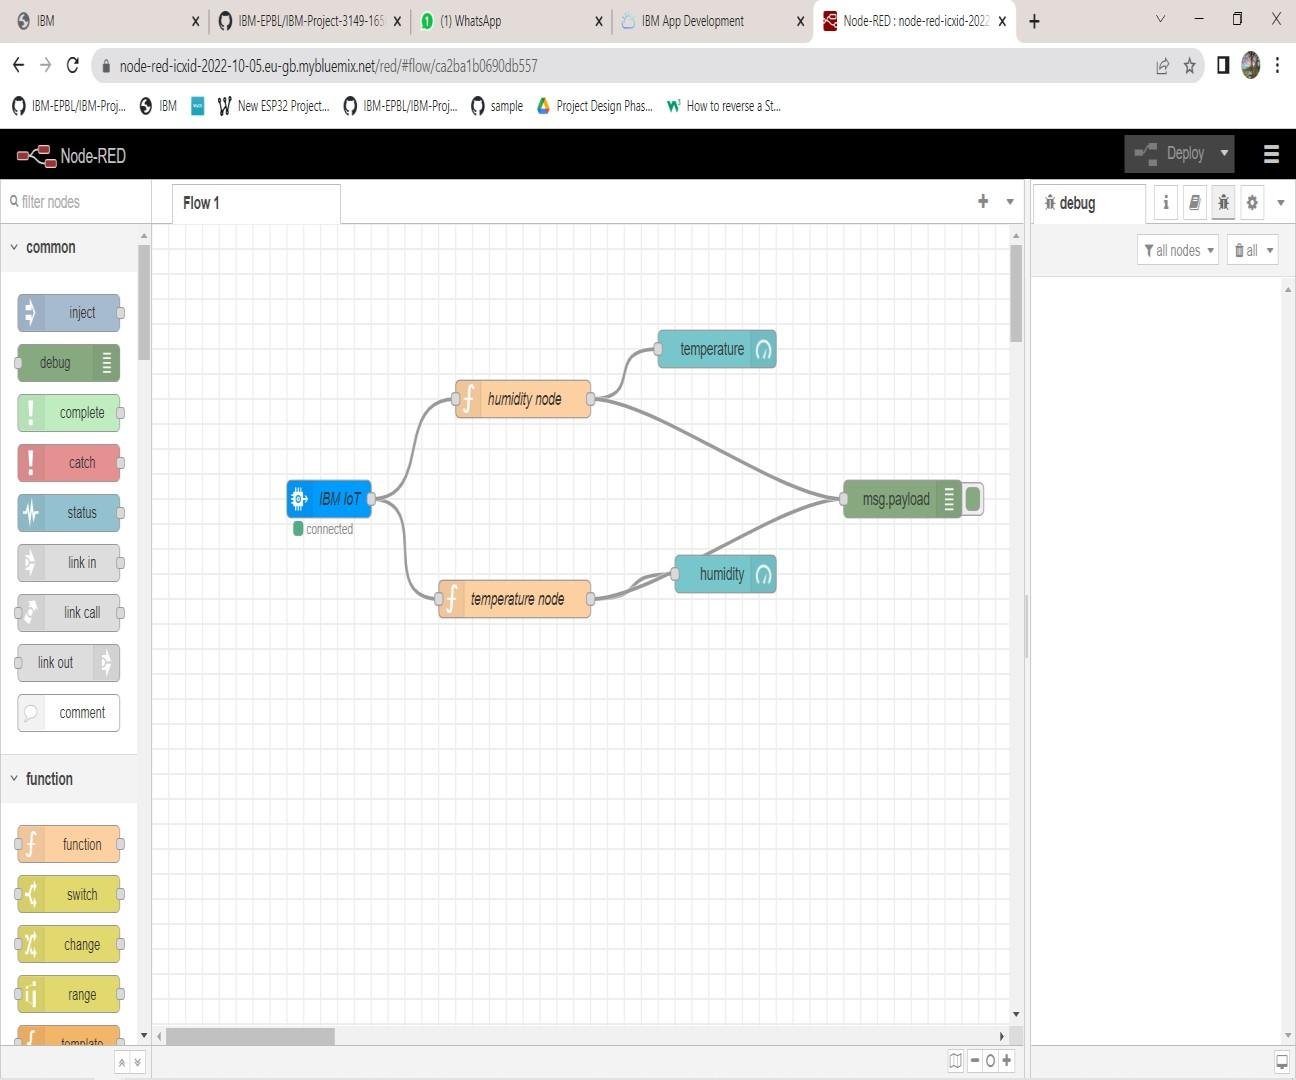 IBM
IBM-EPBL/IBM-Project-3149-165
(1) WhatsApp
IBM App Development
Node-RED : node-red-icxid-2022
node-red-icxid-2022-10-05.eu-gb.mybluemix.net/red/#flow/ca2ba1b0690db557
IBM-EPBL/IBM-Proj...
IBM
New ESP32 Project...
IBM-EPBL/IBM-Proj...
sample
Project Design Phas...
How to reverse a St...
Node-RED
Deploy
filter nodes
Flow 1
debug
all nodes
all
common
inject
debug
complete
catch
status
link in
link call
link out
comment
function
function
switch
change
range
template
temperature
humidity node
IBM IoT
connected
msg.payload
humidity
temperature node